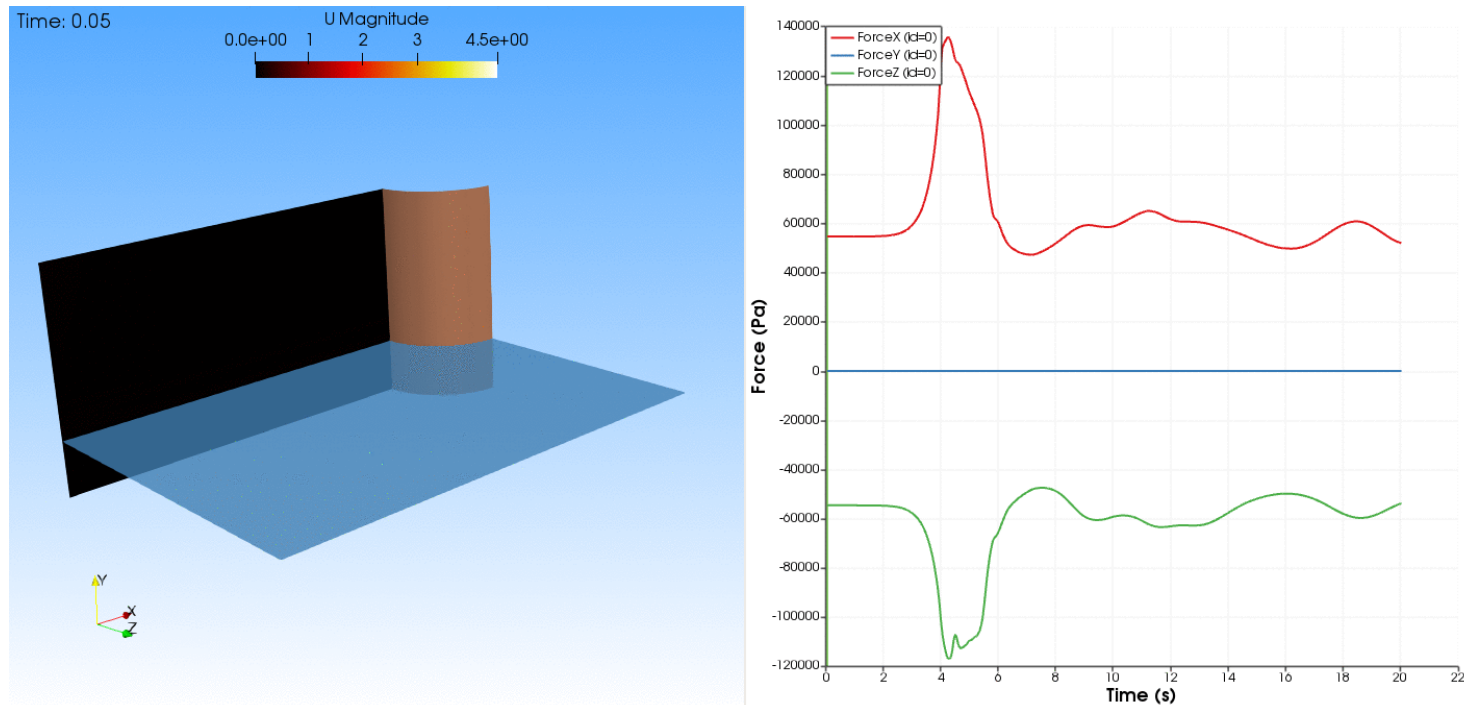 Time: 0.05
U Magnitude
0.0e+00 1 2 3 4.5e+00
Y
X
Z
ForceX (id=0)
ForceY (id=0)
ForceZ (id=0)
140000
120000
100000
80000
60000
40000
20000
0
-20000
-40000
-60000
-80000
-100000
-120000
Force (Pa)
0 2 4 6 8 10 12 14 16 18 20 22
Time (s)